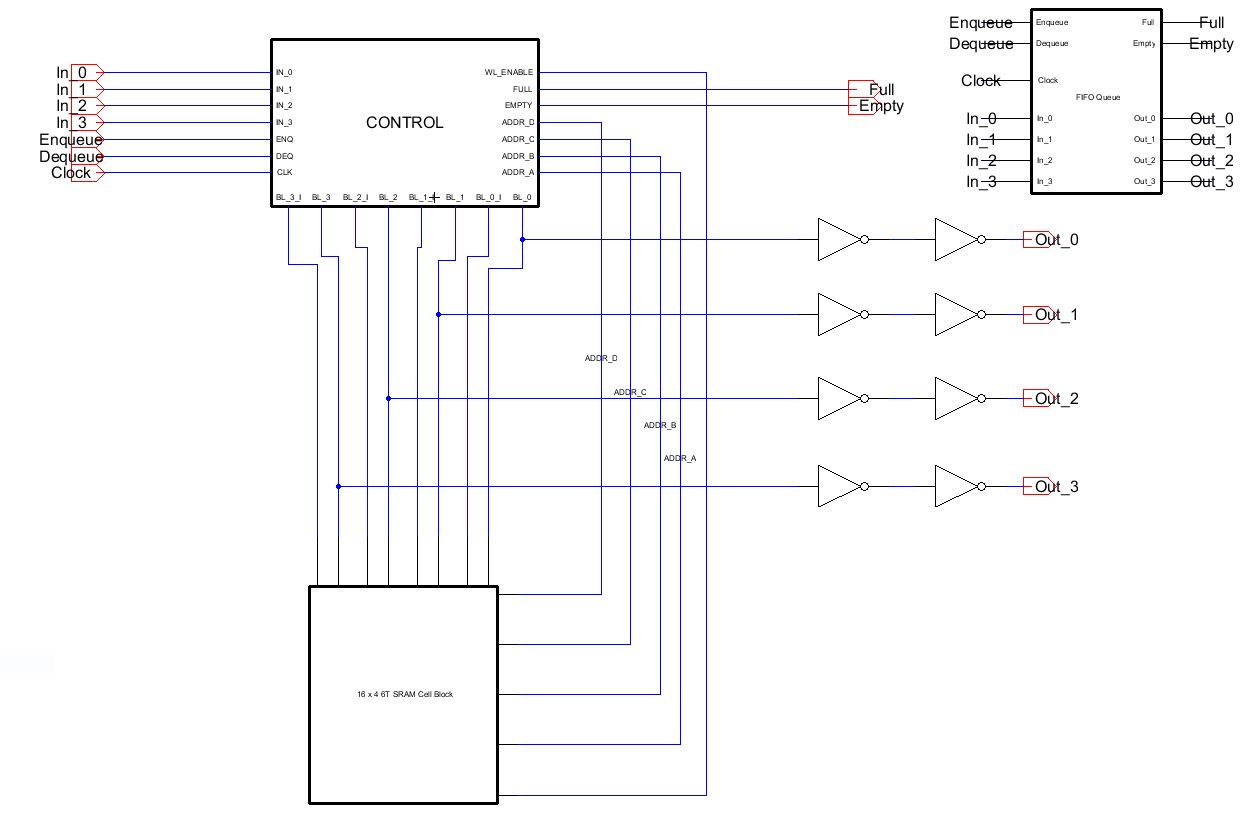 In_0
In_1
In_2
In_3
Enqueue
Dequeue
Clock
IN_0
IN_1
IN_2
IN_3
ENQ
DEQ
CLK
CONTROL
WL_ENABLE
FULL
EMPTY
ADDR_D
ADDR_C
ADDR_B
ADDR_A
BL_3_I BL_3 BL_2_I BL_2 BL_1_I BL_1 BL_0_I BL_0
Full
Empty
Enqueue
Dequeue
Clock
In_0
In_1
In_2
In_3
Enqueue
Dequeue
Clock
In_0
In_1
In_2
In_3
FIFO Queue
Full
Empty
Out_0
Out_1
Out_2
Out_3
Full
Empty
Out_0
Out_1
Out_2
Out_3
Out_0
Out_1
Out_2
Out_3
ADDR_D
ADDR_C
ADDR_B
ADDR_A
16 x 4 6T SRAM Cell Block